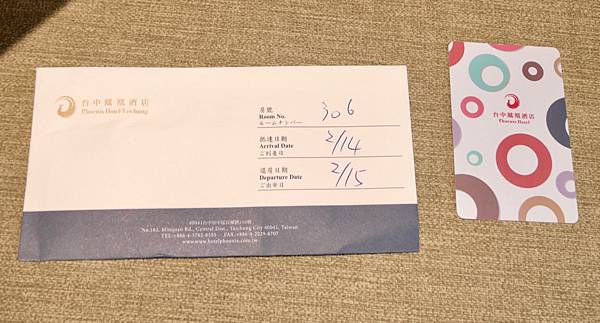 台中鳳凰酒店
Phoenix Hotel Taichung
房號
Room No.
ルームナンバー
306
抵達日期
Arrival Date
ご到着日
2/14
退房日期
Departure Date
ご出発日
2/15
No.182, Minquan Rd., Central Dist., Taichung City 40041, Taiwan
www.hotelphoenix.com.tw
台中鳳凰酒店
Phoenix Hotel